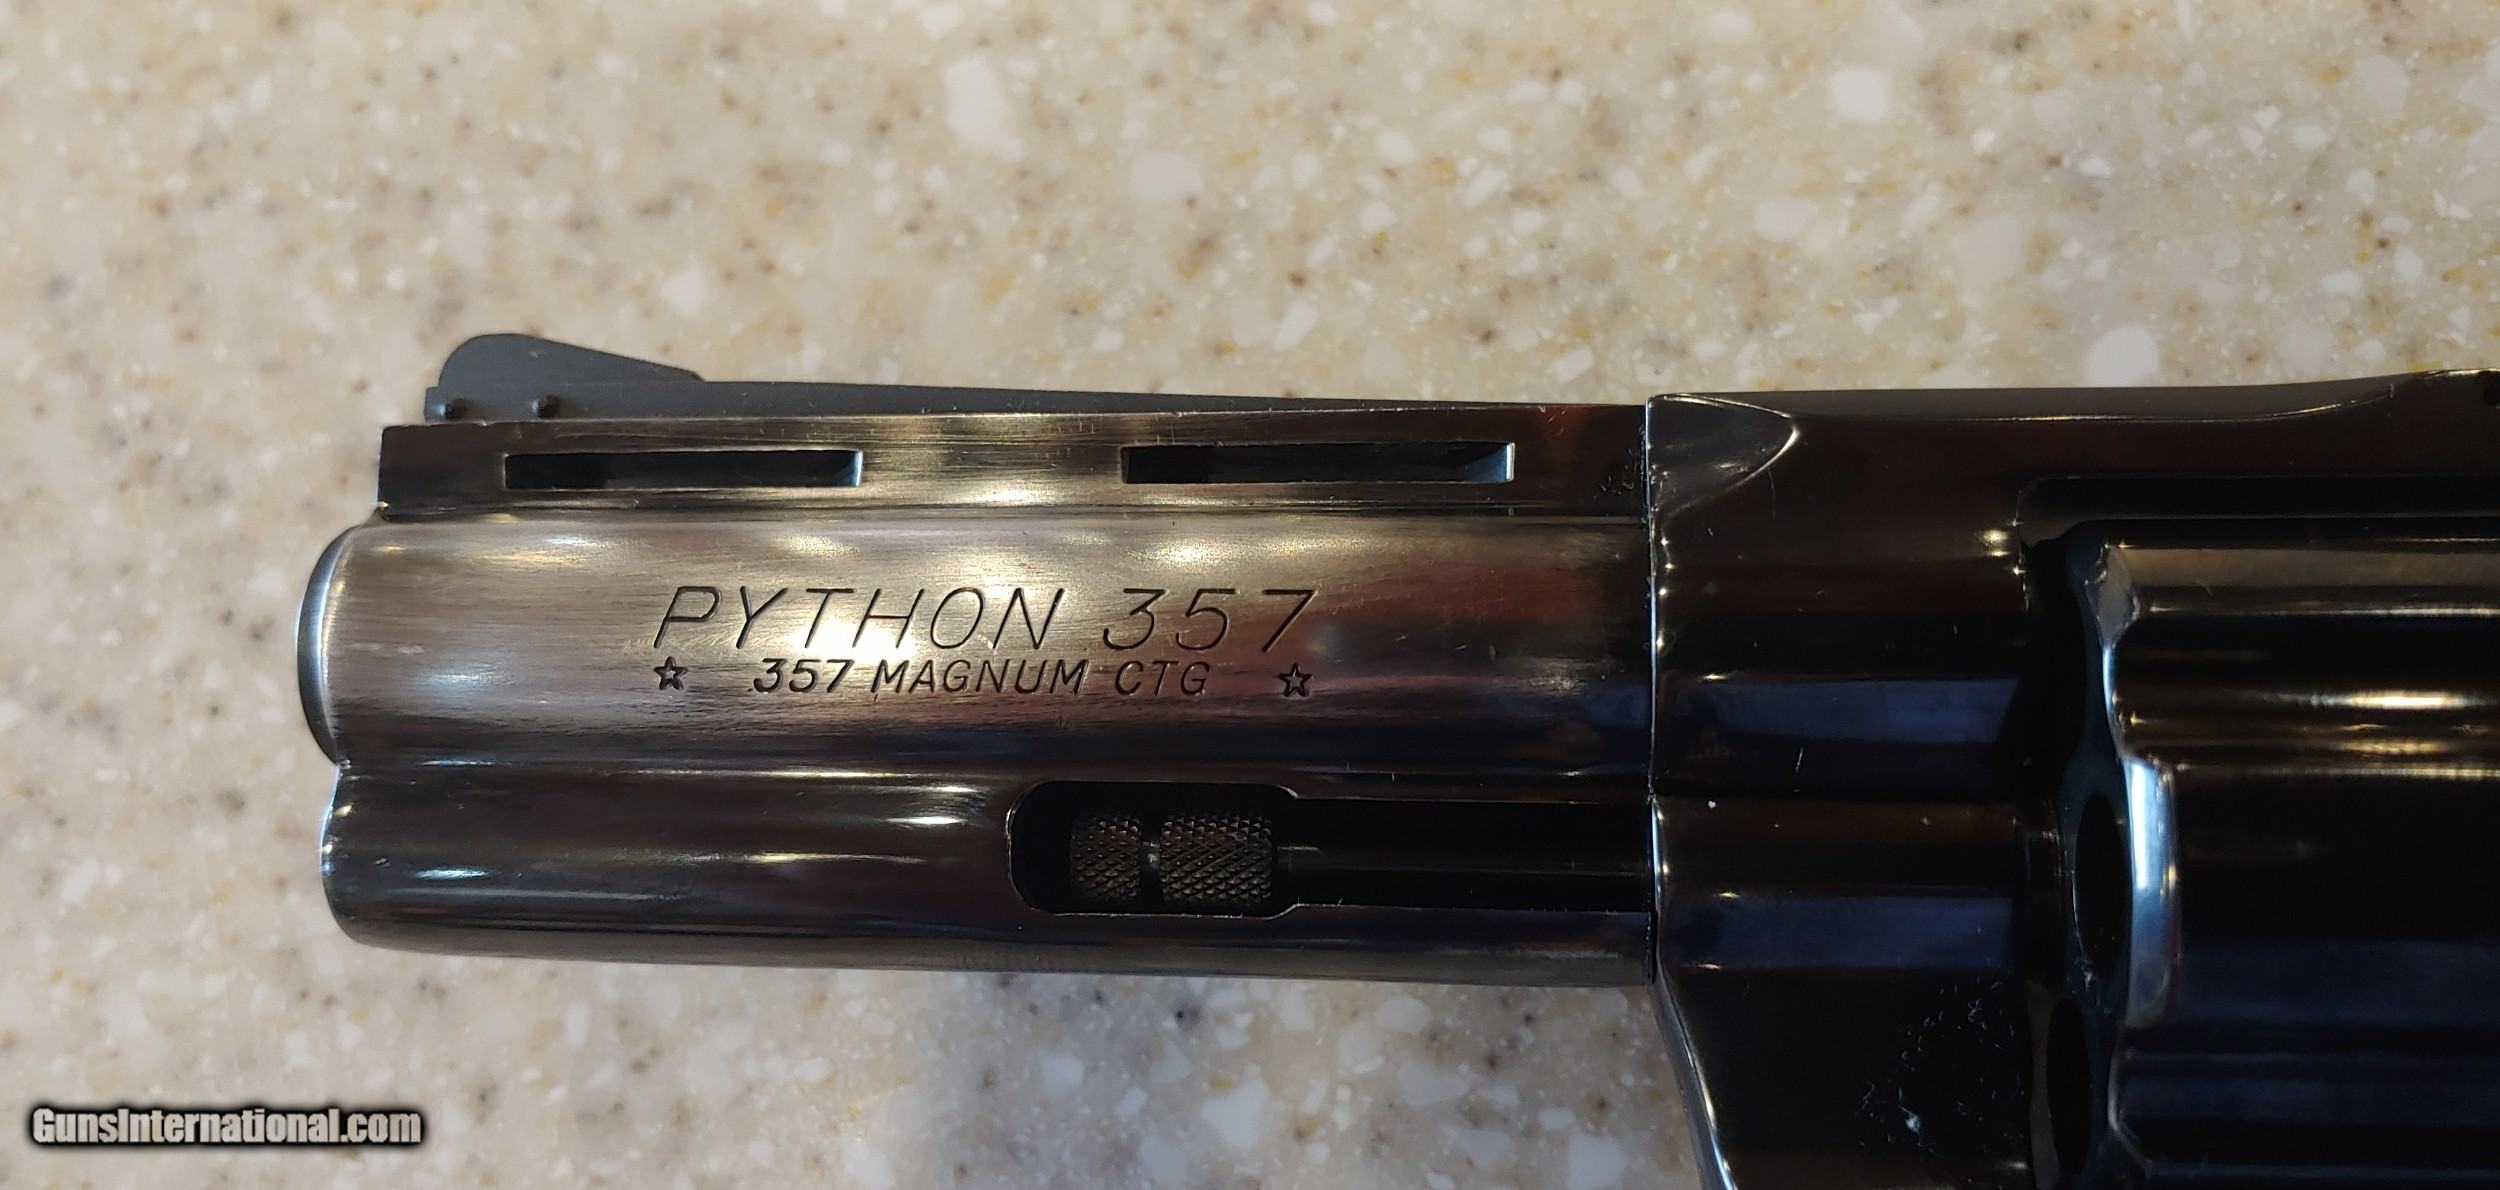 PYTHON 357
☆ .357 MAGNUM CTG ☆
GunsInternational.com